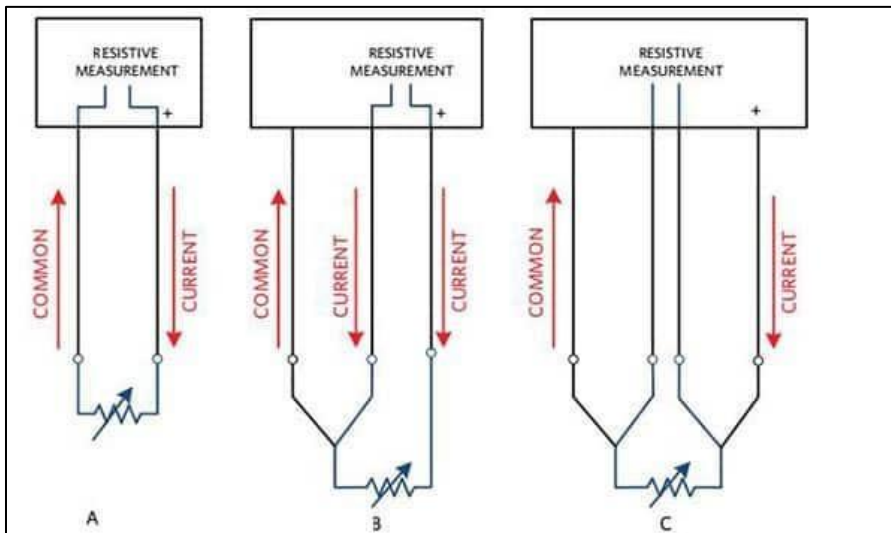 RESISTIVE
MEASUREMENT
+
COMMON
CURRENT
A
RESISTIVE
MEASUREMENT
+
COMMON
CURRENT
CURRENT
B
RESISTIVE
MEASUREMENT
+
COMMON
CURRENT
C